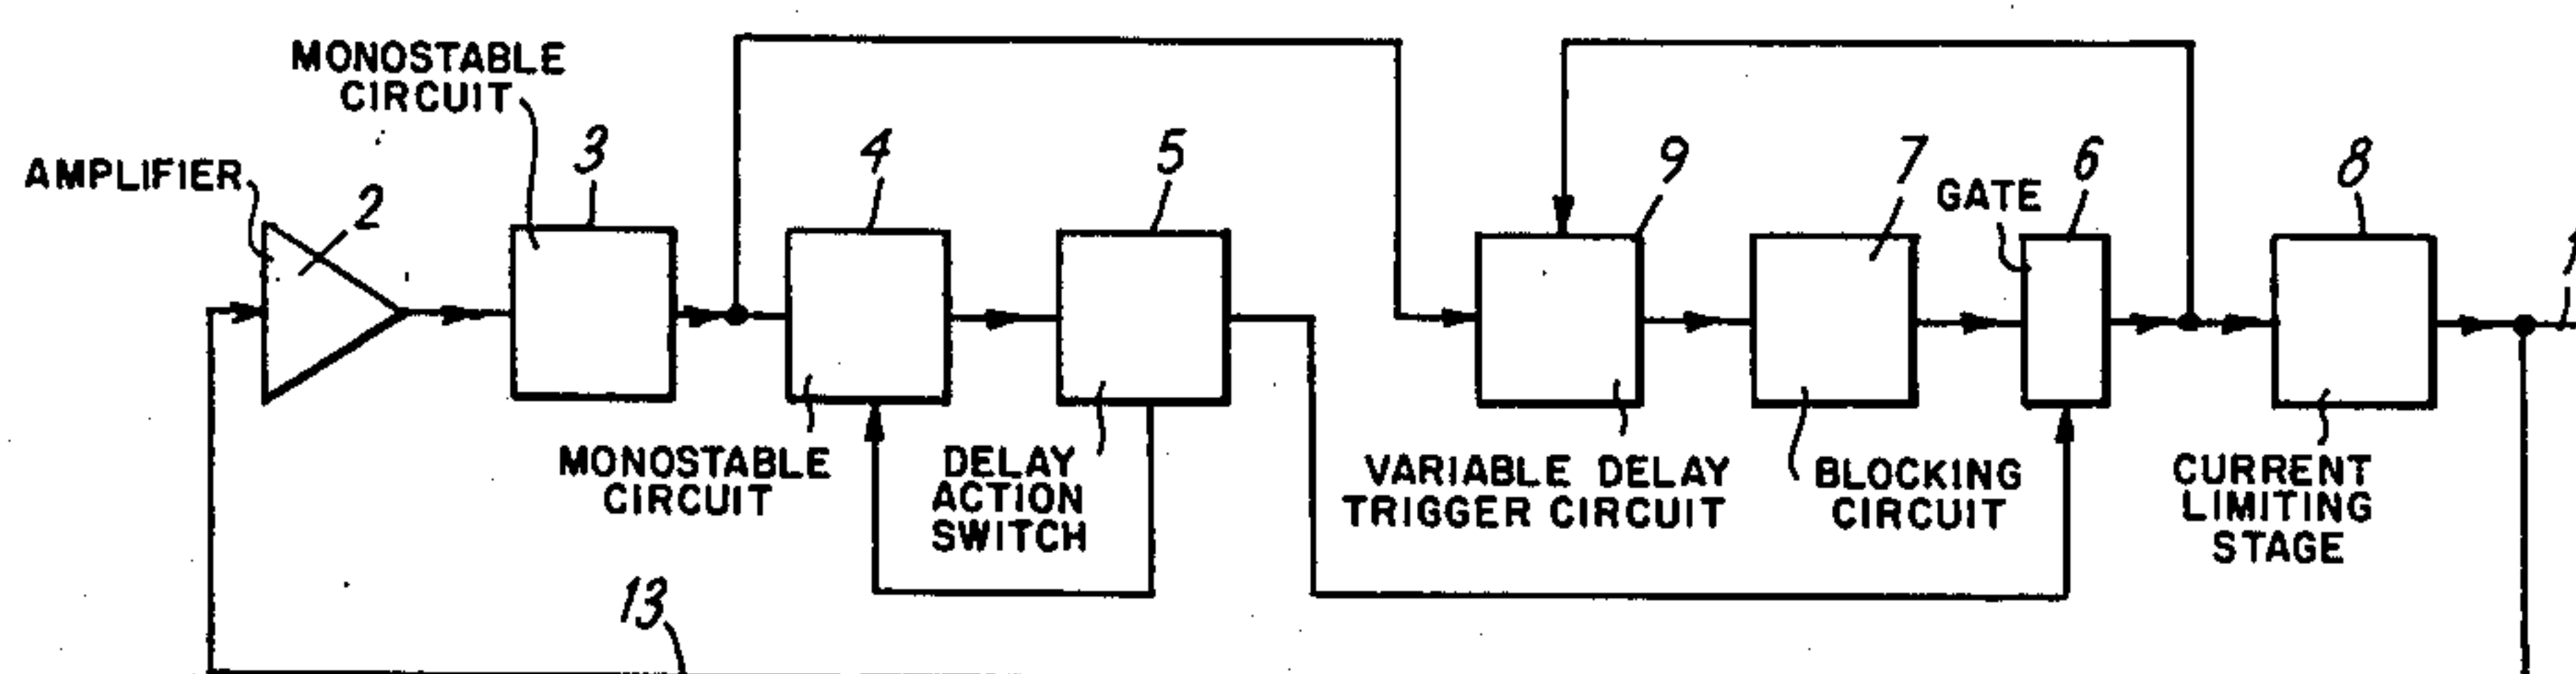 MONOSTABLE
CIRCUIT
AMPLIFIER
2
3
4
5
9
7
GATE
6
8
MONOSTABLE
CIRCUIT
DELAY
ACTION
SWITCH
VARIABLE DELAY
TRIGGER CIRCUIT
BLOCKING
CIRCUIT
CURRENT
LIMITING
STAGE
13